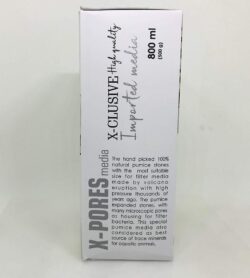 X-CLUSIVE High quality
Imported media
800 ml
(500 g)
X-PORES media
The hand picked 100%
natural pumice stones
with the most suitable
size for filter media
made by volcano
eruption with high
pressure thousands of
years ago. The pumice
expanded stones, with
many microscopic pores
as housing for filter
bacteria. This special
pumice media also
considered as best
source of trace minerals
for aquatic animals.